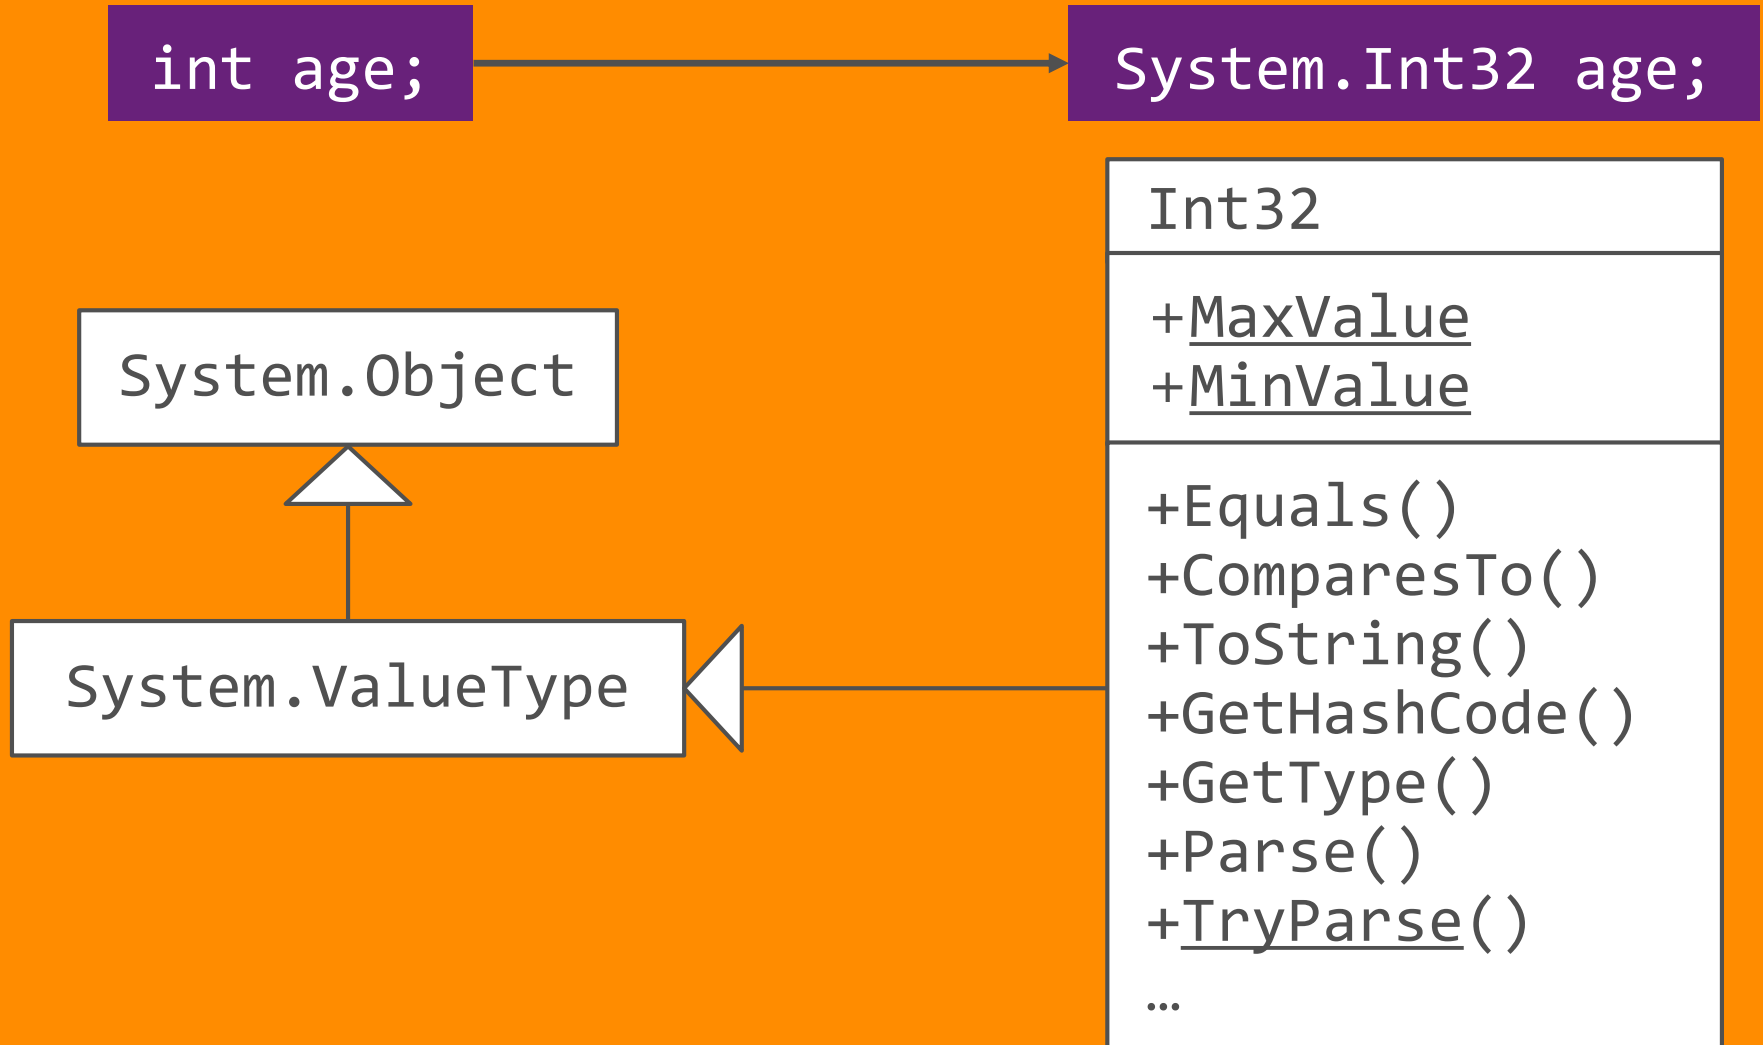 int age;
System.Int32 age;
Int32
+MaxValue
+MinValue
System.Object
System.ValueType
+Equals()
+ComparesTo()
+ToString()
+GetHashCode()
+GetType()
+Parse()
+TryParse()
…